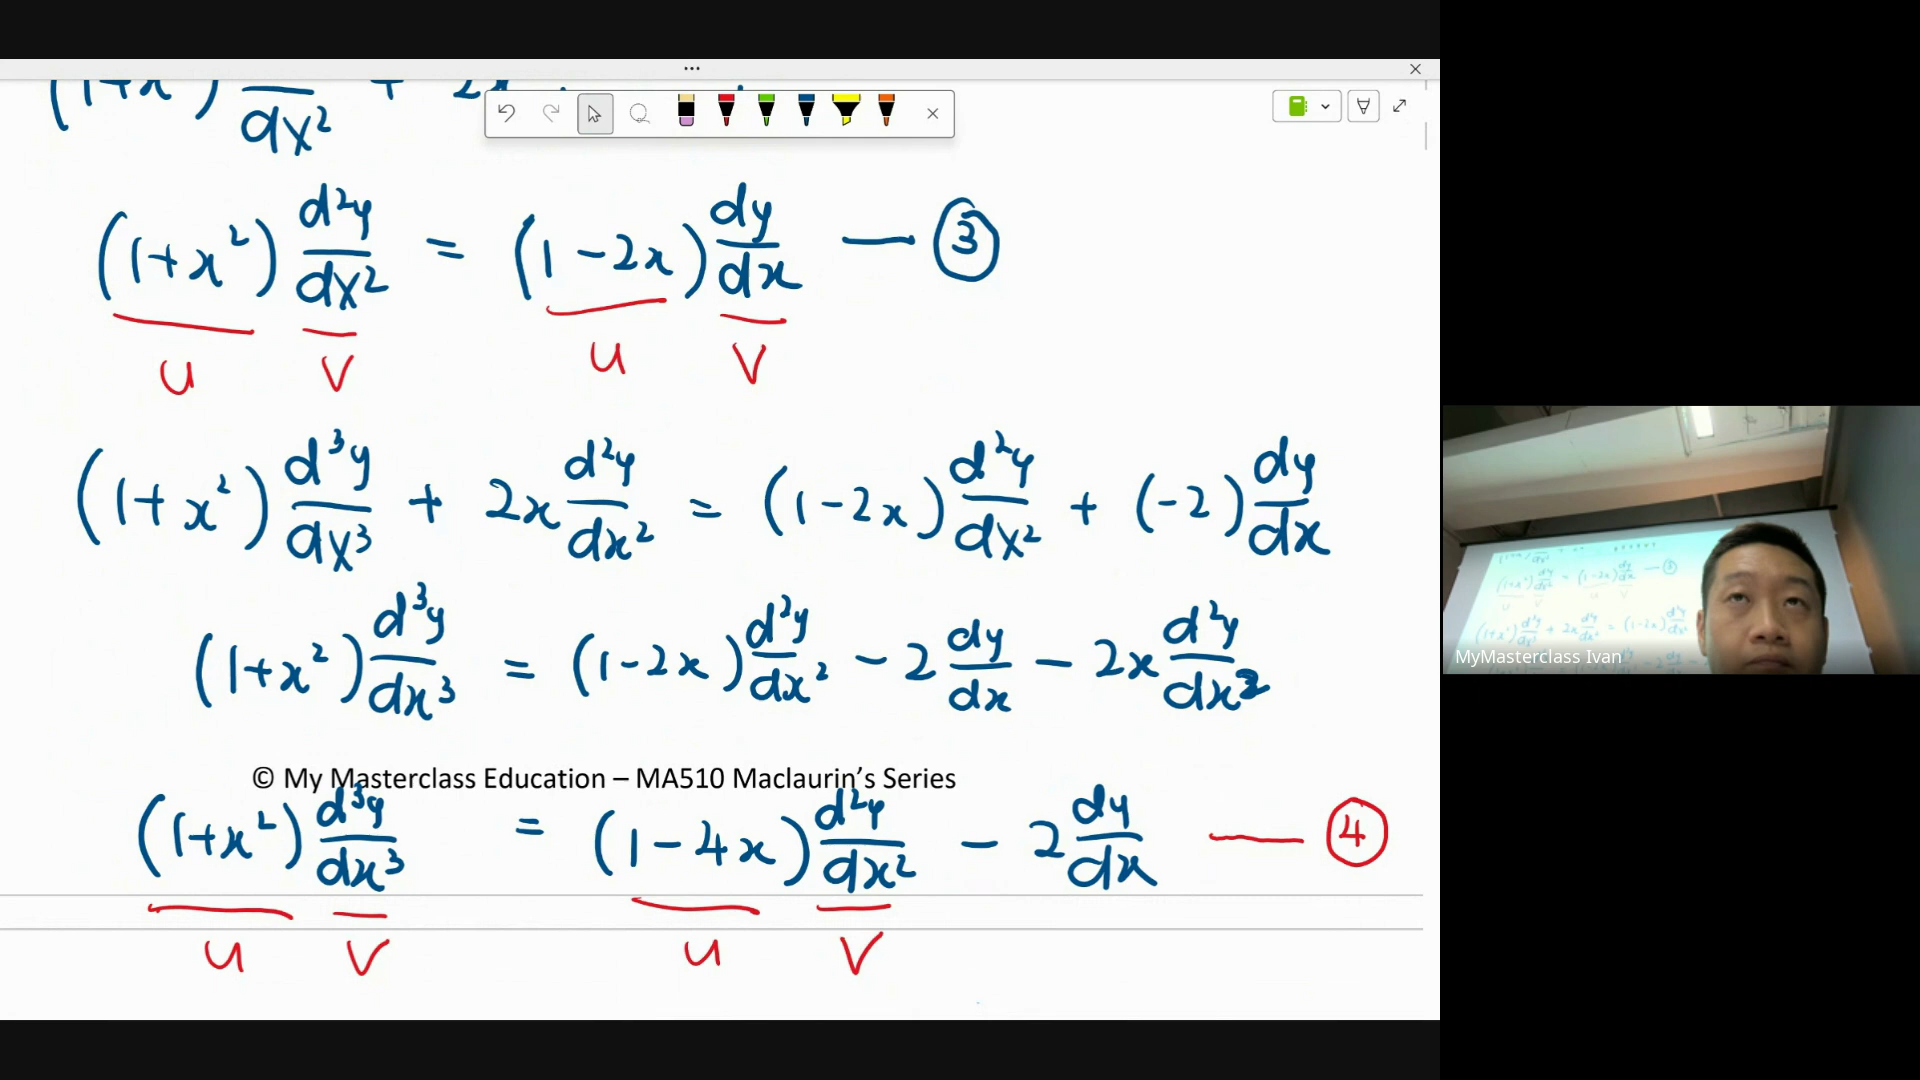 dx²
(1+x²) d²y/dx² = (1-2x) dy/dx — ③
u v u v
(1+x²) d³y/dx³ + 2x d²y/dx² = (1-2x) d²y/dx² + (-2) dy/dx
(1+x²) d³y/dx³ = (1-2x) d²y/dx² - 2 dy/dx - 2x d²y/dx²
© My Masterclass Education – MA510 Maclaurin's Series
(1+x²) d³y/dx³ = (1-4x) d²y/dx² - 2 dy/dx — ④
u v u v
MyMasterclass Ivan